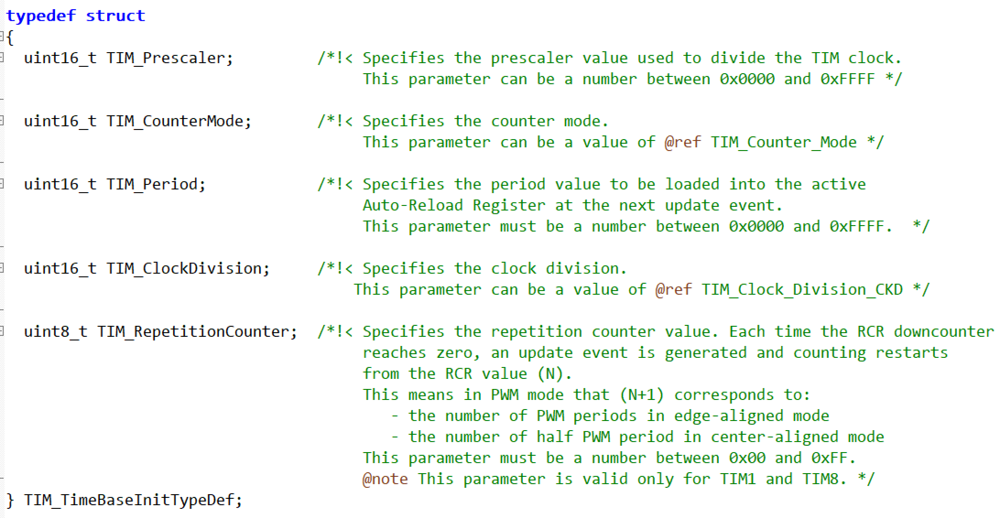 typedef struct
{
  uint16_t TIM_Prescaler;         /*!< Specifies the prescaler value used to divide the TIM clock.
                                       This parameter can be a number between 0x0000 and 0xFFFF */

  uint16_t TIM_CounterMode;       /*!< Specifies the counter mode.
                                       This parameter can be a value of @ref TIM_Counter_Mode */

  uint16_t TIM_Period;            /*!< Specifies the period value to be loaded into the active
                                       Auto-Reload Register at the next update event.
                                       This parameter must be a number between 0x0000 and 0xFFFF.  */

  uint16_t TIM_ClockDivision;     /*!< Specifies the clock division.
                                      This parameter can be a value of @ref TIM_Clock_Division_CKD */

  uint8_t TIM_RepetitionCounter;  /*!< Specifies the repetition counter value. Each time the RCR downcounter
                                       reaches zero, an update event is generated and counting restarts
                                       from the RCR value (N).
                                       This means in PWM mode that (N+1) corresponds to:
                                          - the number of PWM periods in edge-aligned mode
                                          - the number of half PWM period in center-aligned mode
                                       This parameter must be a number between 0x00 and 0xFF.
                                       @note This parameter is valid only for TIM1 and TIM8. */
} TIM_TimeBaseInitTypeDef;